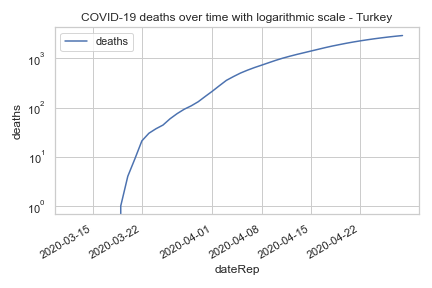 COVID-19 deaths over time with logarithmic scale - Turkey
deaths
10³
10²
10¹
10⁰
deaths
2020-03-15
2020-03-22
2020-04-01
2020-04-08
2020-04-15
2020-04-22
dateRep